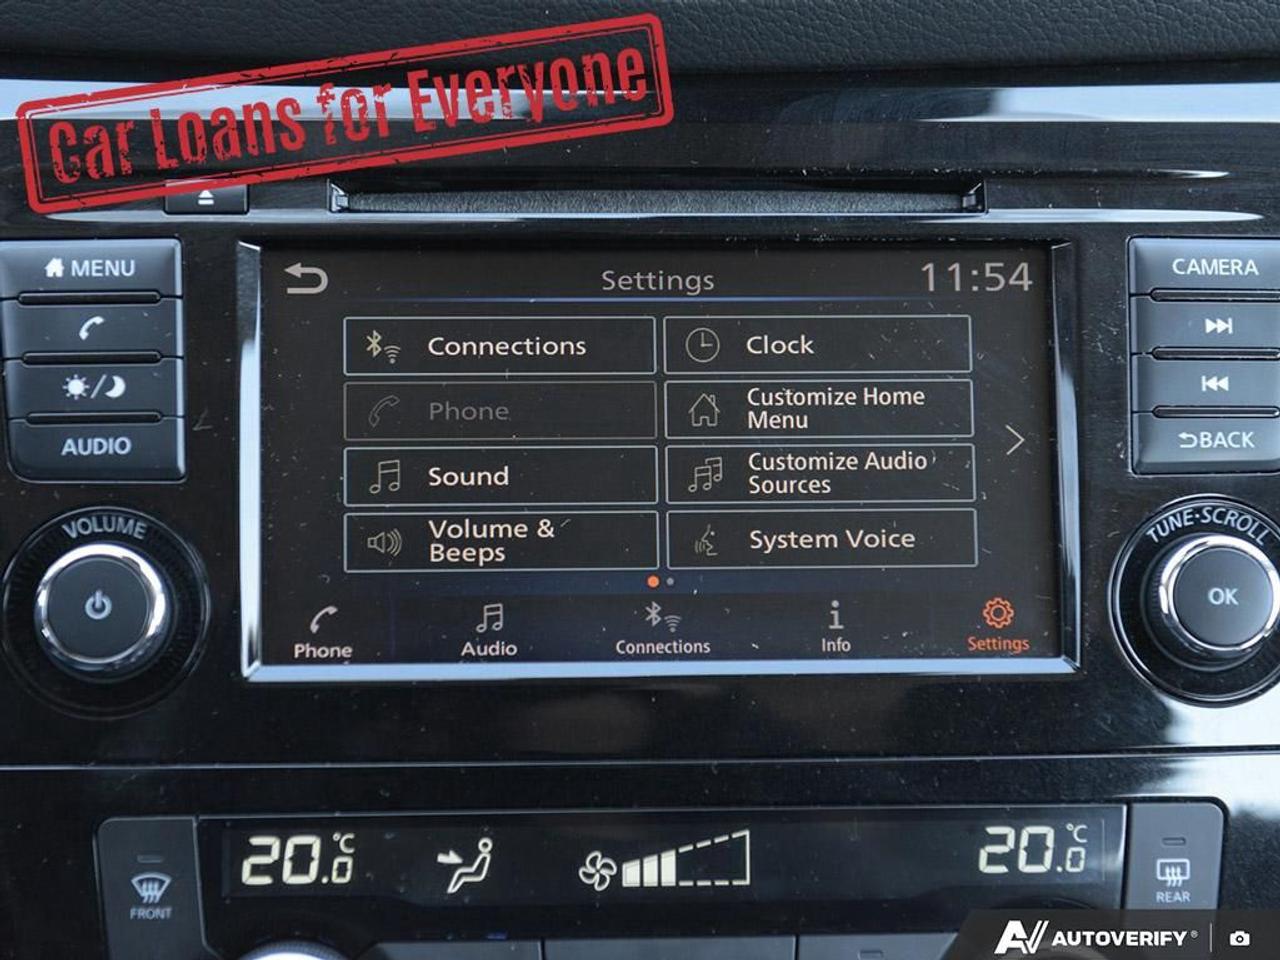 Car Loans for Everyone
MENU
AUDIO
VOLUME
Settings
11:54
Connections
Clock
Phone
Customize Home
Menu
Sound
Customize Audio
Sources
Volume &
Beeps
System Voice
Phone
Audio
Connections
Info
Settings
CAMERA
BACK
TUNE·SCROLL
OK
20.0°C
20.0°C
FRONT
REAR
AUTOVERIFY®